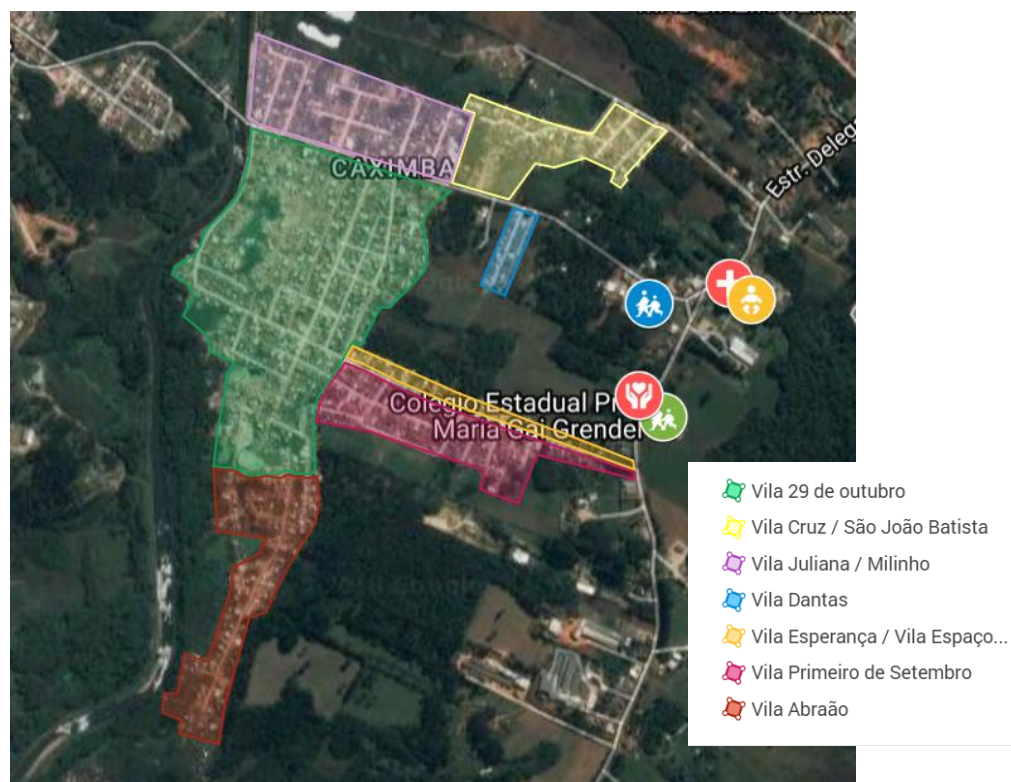 CAXIMBA
Estr. Deleg
Colégio Estadual Pr
Maria Gai Grendel
Vila 29 de outubro
Vila Cruz / São João Batista
Vila Juliana / Milinho
Vila Dantas
Vila Esperança / Vila Espaço...
Vila Primeiro de Setembro
Vila Abraão